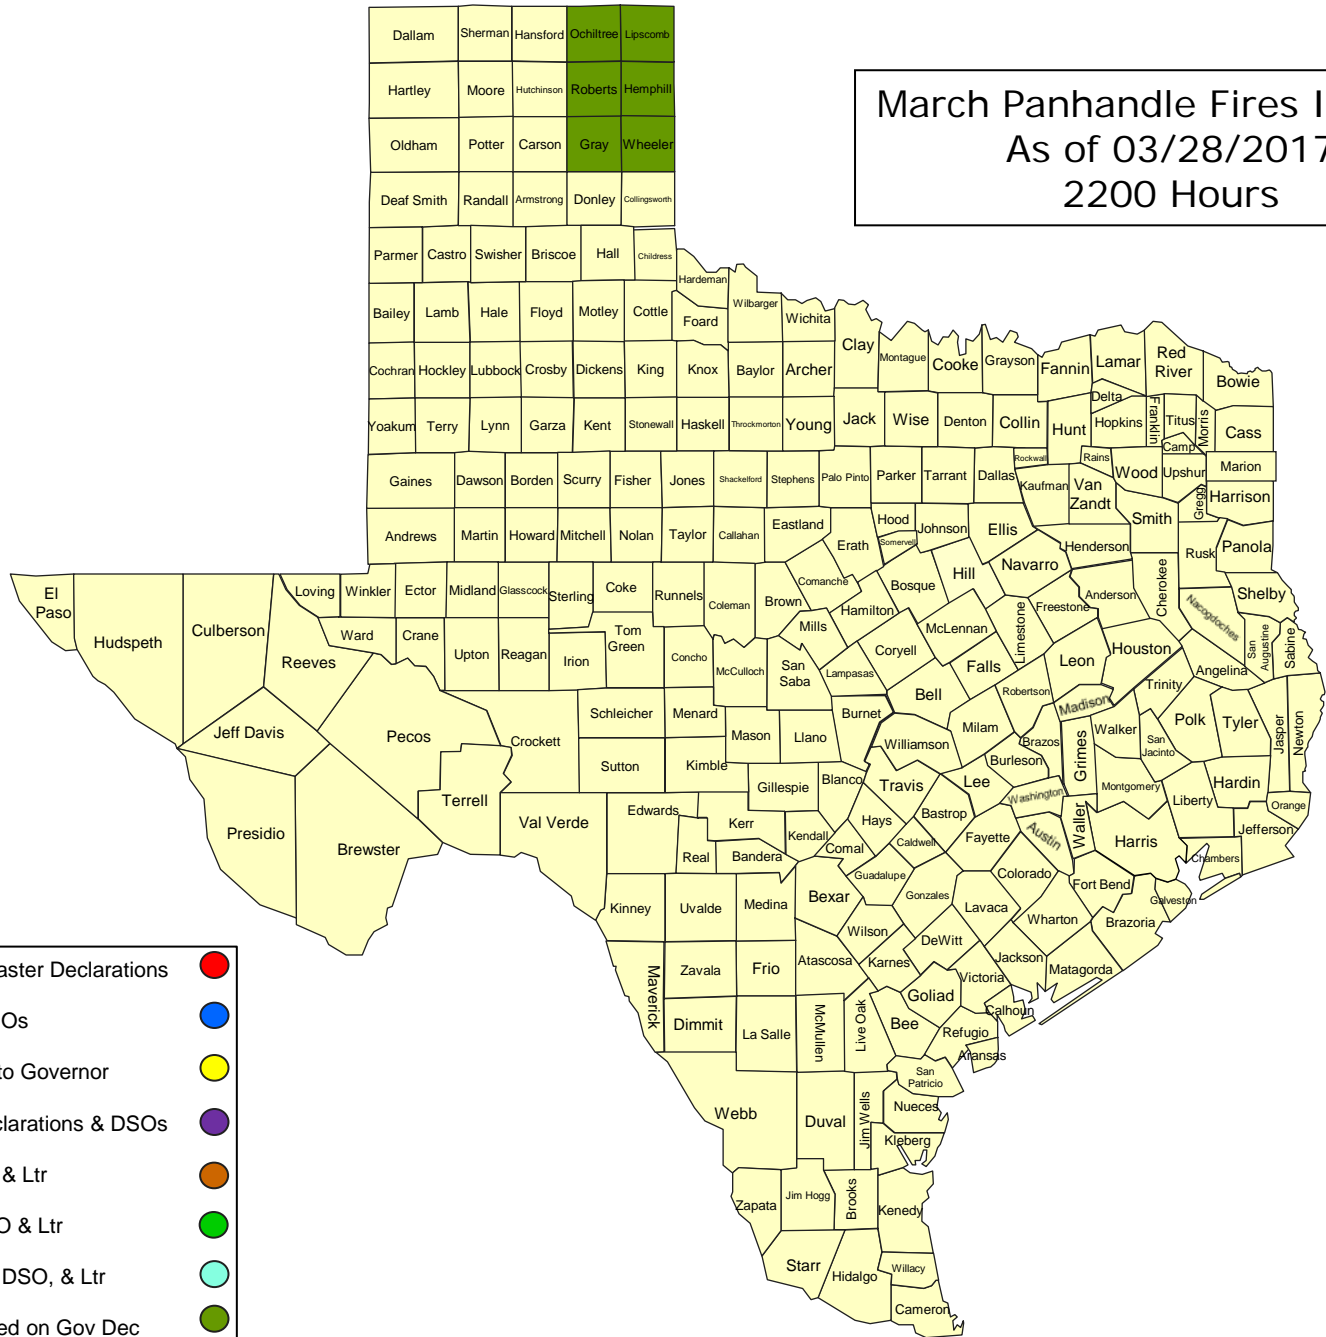 Dallam Sherman Hansford Ochiltree Lipscomb
Hartley Moore Hutchinson Roberts Hemphill
Oldham Potter Carson Gray Wheeler
Deaf Smith Randall Armstrong Donley Collingsworth
Parmer Castro Swisher Briscoe Hall Childress
Hardeman
Bailey Lamb Hale Floyd Motley Cottle Foard Wilbarger Wichita
Clay Montague Cooke Grayson Fannin Lamar Red
River
Bowie
Cochran Hockley Lubbock Crosby Dickens King Knox Baylor Archer
Delta
Yoakum Terry Lynn Garza Kent Stonewall Haskell Throckmorton Young Jack Wise Denton Collin Hunt Hopkins Franklin Titus Morris Cass
Camp
Gaines Dawson Borden Scurry Fisher Jones Shackelford Stephens Palo Pinto Parker Tarrant Dallas Rockwall Rains Wood Upshur Marion
Kaufman Van
Zandt
Gregg Harrison
Andrews Martin Howard Mitchell Nolan Taylor Callahan Eastland Erath Hood Somervell Johnson Ellis Henderson Smith Rusk Panola
El
Paso
Hudspeth Culberson Reeves Loving Winkler Ector Midland Glasscock Sterling Coke Runnels Coleman Brown Comanche Hamilton Bosque Hill Navarro Freestone Anderson Cherokee Nacogdoches Shelby
Ward Crane Upton Reagan Irion Tom
Green
Concho McCulloch San
Saba
Mills Lampasas Coryell McLennan Limestone Falls Leon Houston Angelina San
Augustine
Sabine
Jeff Davis Pecos Crockett Schleicher Menard Mason Llano Burnet Bell Milam Robertson Madison Trinity Walker San
Jacinto
Polk Tyler Jasper Newton
Sutton Kimble Gillespie Blanco Williamson Travis Lee Burleson Brazos Grimes Montgomery Liberty Hardin Orange
Presidio Brewster Terrell Val Verde Edwards Kerr Kendall Hays Bastrop Washington Austin Waller Harris Jefferson Chambers
Real Bandera Comal Caldwell Fayette Colorado Fort Bend Galveston
Kinney Uvalde Medina Bexar Guadalupe Gonzales Lavaca Wharton Brazoria
Maverick Zavala Frio Atascosa Wilson Karnes DeWitt Jackson Matagorda
Dimmit La Salle McMullen Live Oak Bee Goliad Victoria Calhoun
Refugio Aransas
Webb Duval Jim Wells San
Patricio
Nueces
Kleberg
Zapata Jim Hogg Brooks Kenedy
Starr Hidalgo Willacy
Cameron
March Panhandle Fires I
As of 03/28/2017
2200 Hours
aster Declarations
Os
to Governor
clarations & DSOs
& Ltr
O & Ltr
DSO, & Ltr
ed on Gov Dec